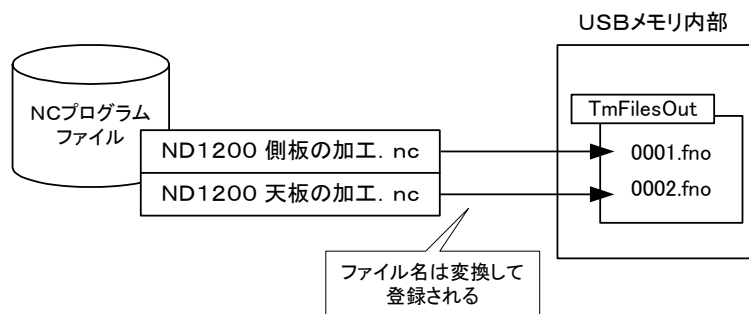 USBメモリ内部
NCプログラム
ファイル
TmFilesOut
ND1200 側板の加工．nc
0001.fno
ND1200 天板の加工．nc
0002.fno
ファイル名は変換して
登録される